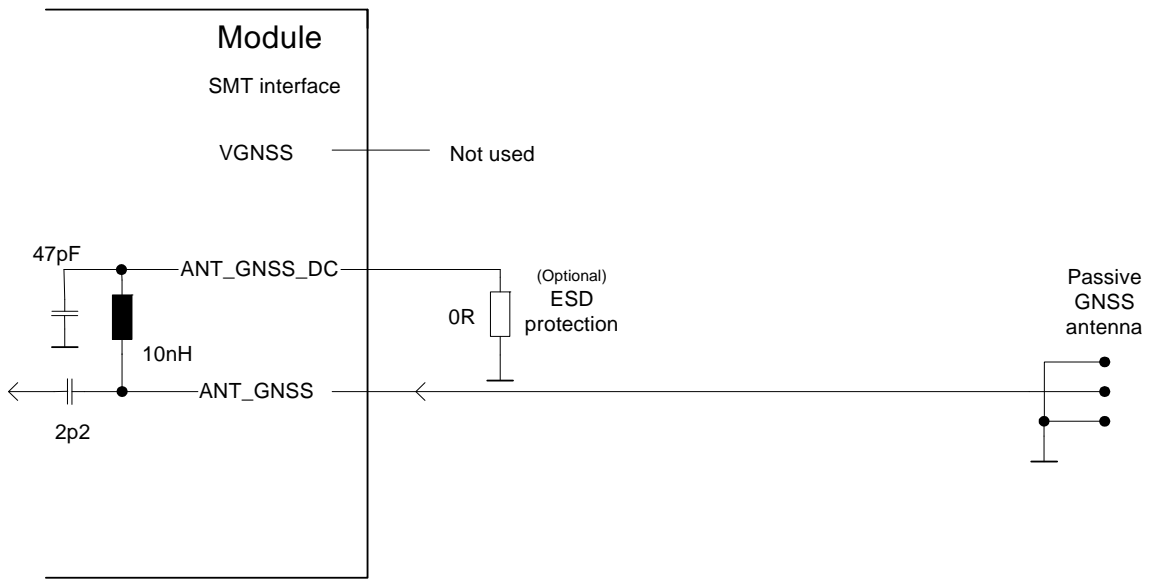 Module
SMT interface
VGNSS
Not used
47pF
ANT_GNSS_DC
(Optional)
ESD
protection
0R
Passive
GNSS
antenna
10nH
ANT_GNSS
2p2